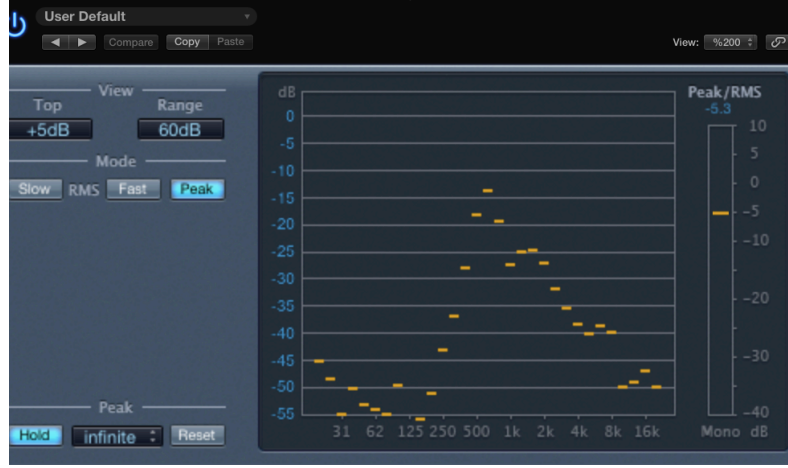 User Default
Compare Copy Paste
View: %200
View
Top Range
+5dB 60dB
Mode
Slow RMS Fast Peak
Peak
Hold infinite Reset
dB
0
-5
-10
-15
-20
-25
-30
-35
-40
-45
-50
-55
31 62 125 250 500 1k 2k 4k 8k 16k
Peak/RMS
-5.3
10
5
0
-5
-10
-20
-30
-40
Mono dB